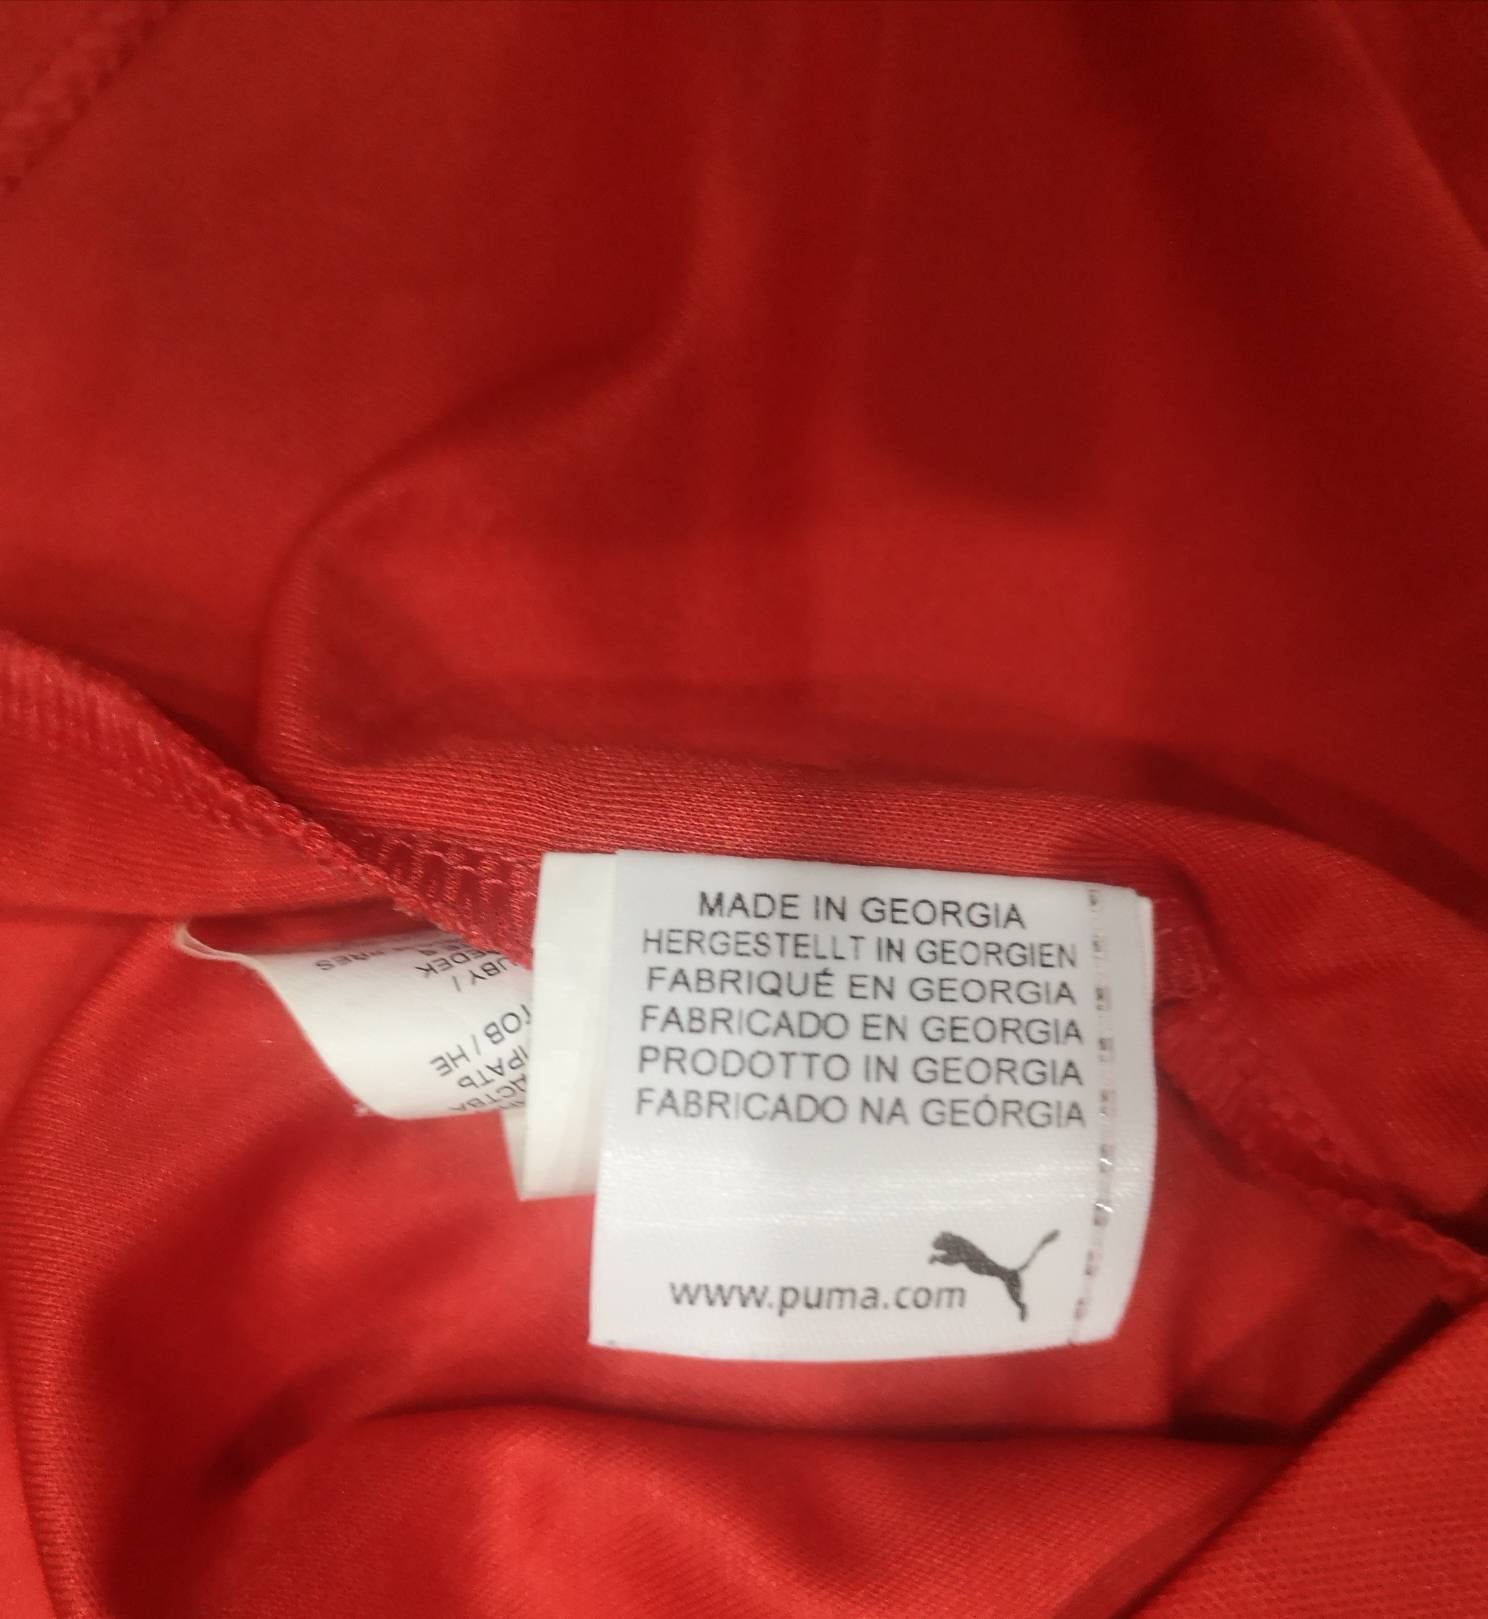 MADE IN GEORGIA
HERGESTELLT IN GEORGIEN
FABRIQUÉ EN GEORGIA
FABRICADO EN GEORGIA
PRODOTTO IN GEORGIA
FABRICADO NA GEÓRGIA
www.puma.com